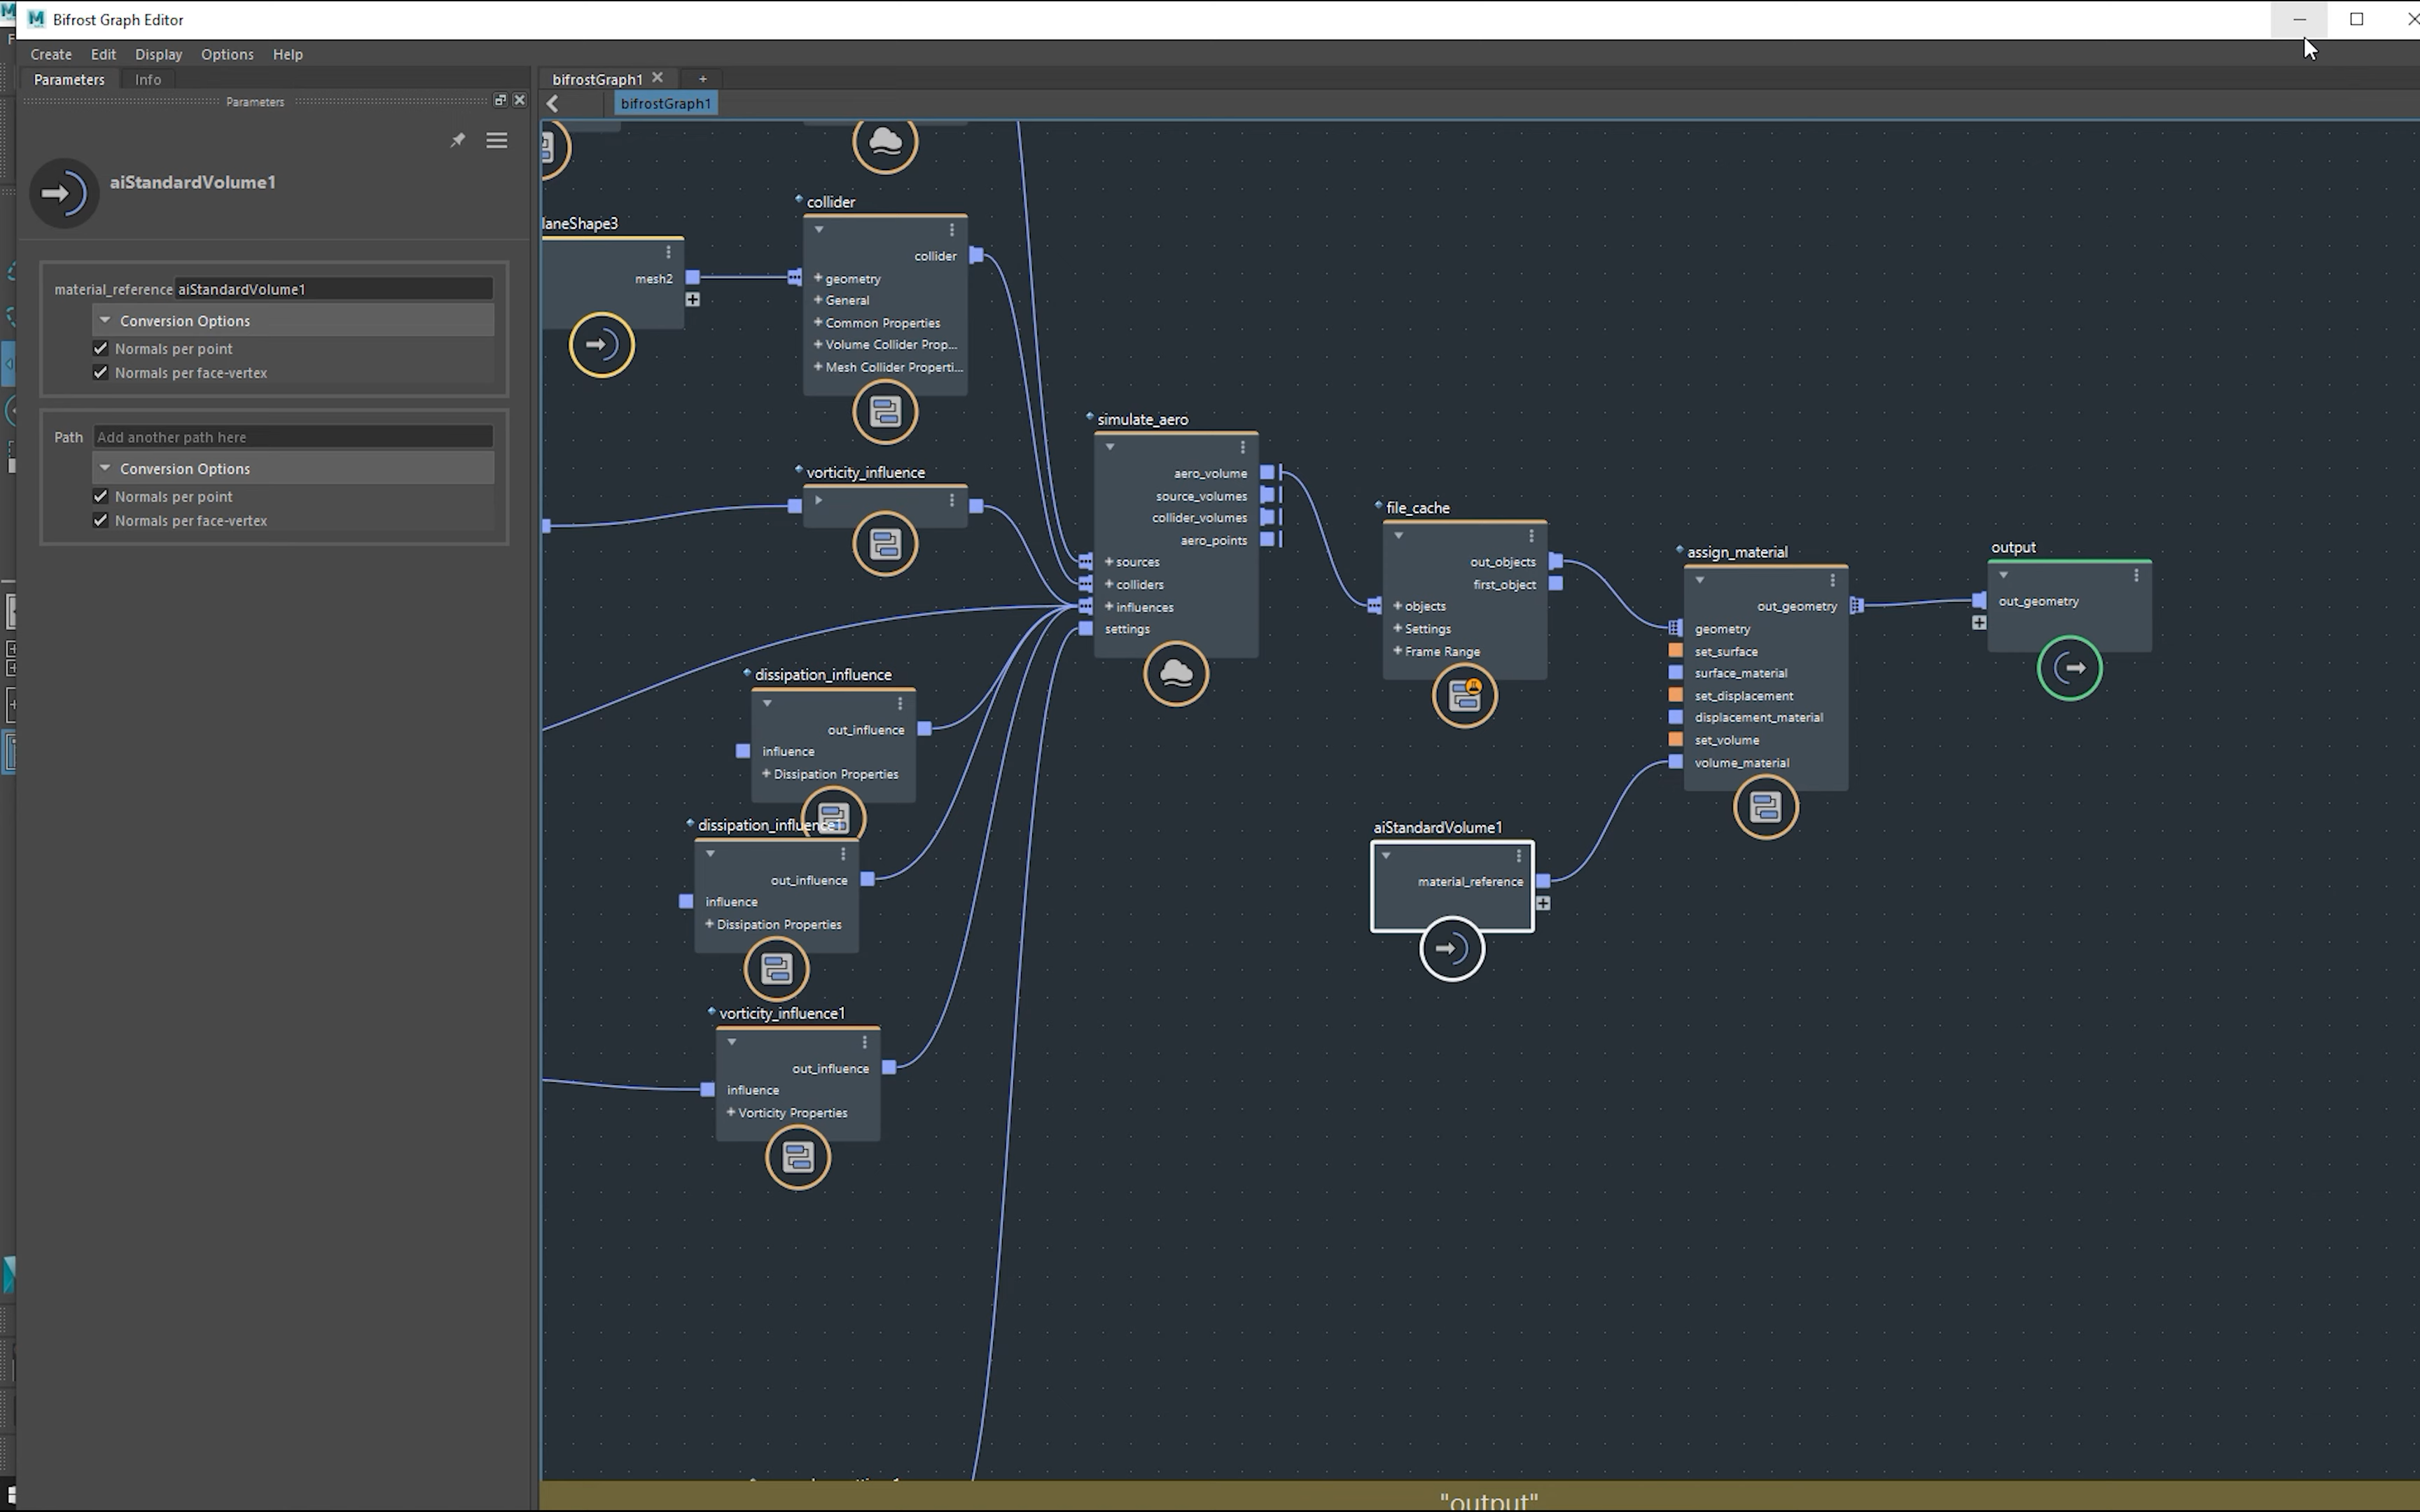 Bifrost Graph Editor
Create Edit Display Options Help
Parameters Info
Parameters
aiStandardVolume1
material_reference aiStandardVolume1
Conversion Options
Normals per point
Normals per face-vertex
Path Add another path here
Conversion Options
Normals per point
Normals per face-vertex
bifrostGraph1
bifrostGraph1
laneShape3
mesh2
collider
collider
geometry
General
Common Properties
Volume Collider Prop...
Mesh Collider Properti...
vorticity_influence
simulate_aero
aero_volume
source_volumes
collider_volumes
aero_points
sources
colliders
influences
settings
file_cache
out_objects
first_object
objects
Settings
Frame Range
assign_material
out_geometry
geometry
set_surface
surface_material
set_displacement
displacement_material
set_volume
volume_material
output
out_geometry
dissipation_influence
out_influence
influence
Dissipation Properties
dissipation_influence1
out_influence
influence
Dissipation Properties
aiStandardVolume1
material_reference
vorticity_influence1
out_influence
influence
Vorticity Properties
"output"